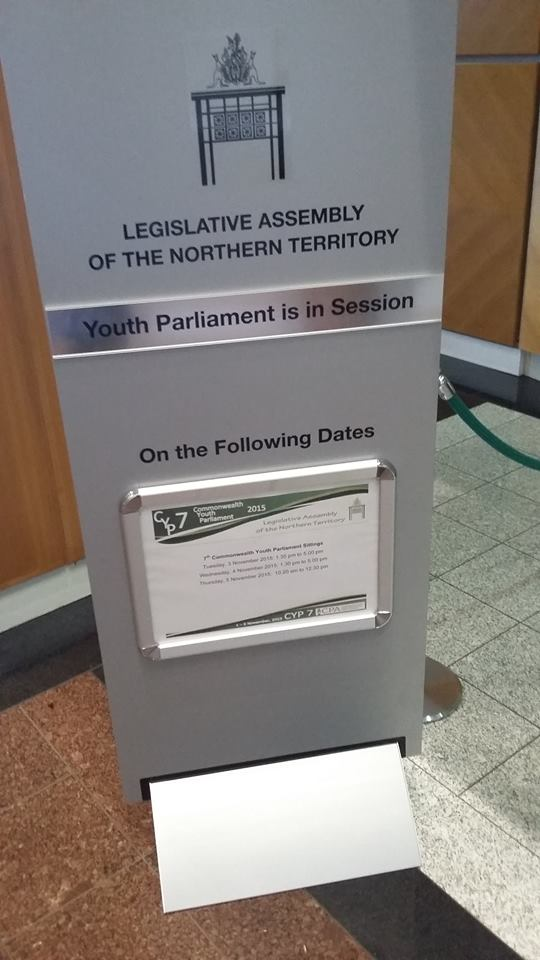 LEGISLATIVE ASSEMBLY
OF THE NORTHERN TERRITORY
Youth Parliament is in Session
On the Following Dates
CYP7 Commonwealth
Youth
Parliament 2015
Legislative Assembly
of the Northern Territory
7th Commonwealth Youth Parliament Sittings
Tuesday, 3 November 2015, 1.30 pm to 5.00 pm
Wednesday, 4 November 2015, 1.30 pm to 5.00 pm
Thursday, 5 November 2015, 10.20 am to 12.30 pm
November, 2015 CYP 7 CPA